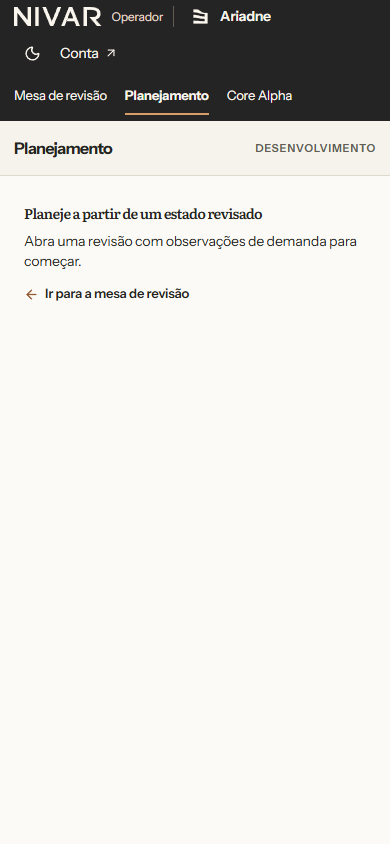 NIVAR Operador Ariadne
Conta
Mesa de revisão Planejamento Core Alpha
Planejamento DESENVOLVIMENTO
Planeje a partir de um estado revisado
Abra uma revisão com observações de demanda para
começar.
Ir para a mesa de revisão